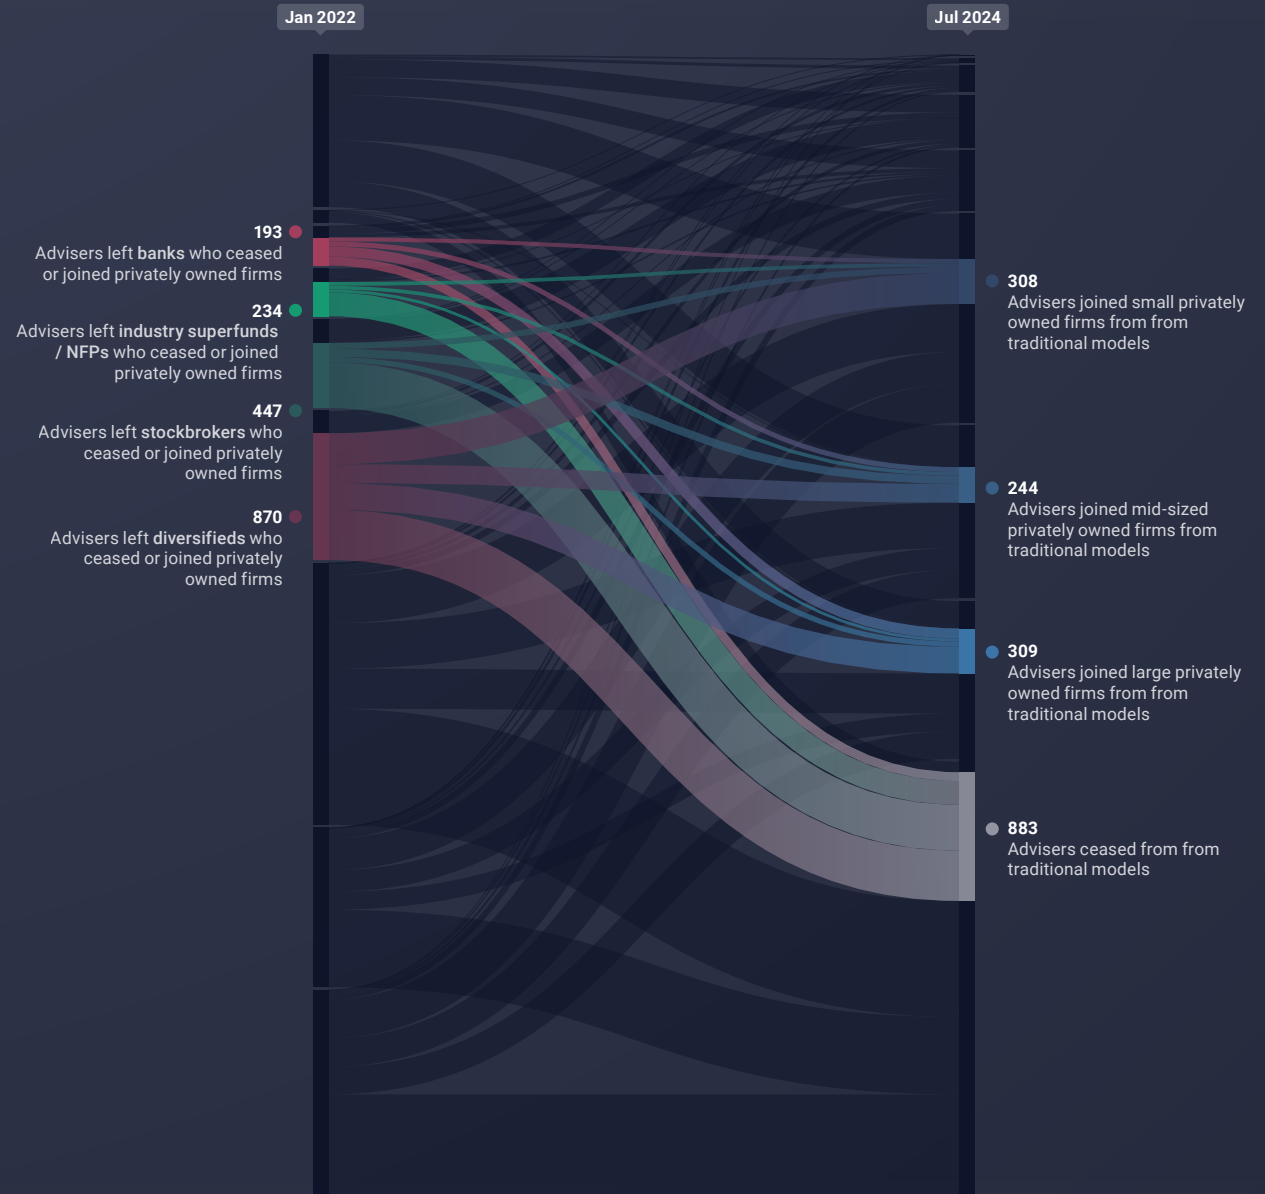 Jan 2022
Jul 2024
193
Advisers left banks who ceased
or joined privately owned firms
234
Advisers left industry superfunds
/ NFPs who ceased or joined
privately owned firms
447
Advisers left stockbrokers who
ceased or joined privately
owned firms
870
Advisers left diversifieds who
ceased or joined privately
owned firms
308
Advisers joined small privately
owned firms from from
traditional models
244
Advisers joined mid-sized
privately owned firms from
traditional models
309
Advisers joined large privately
owned firms from from
traditional models
883
Advisers ceased from from
traditional models